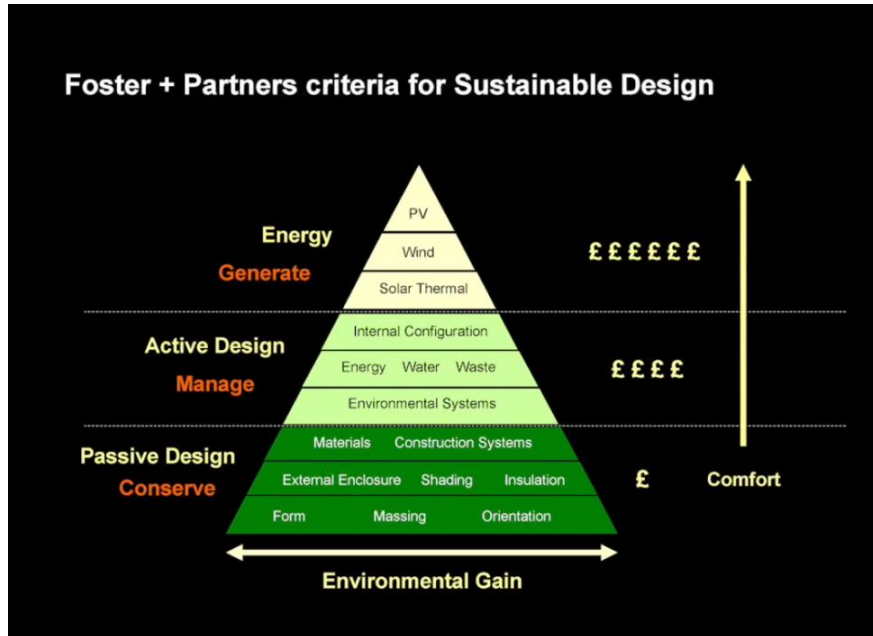 Foster + Partners criteria for Sustainable Design
PV
Energy
Wind
££££££
Generate
Solar Thermal
Internal Configuration
Active Design
Energy Water Waste
££££
Manage
Environmental Systems
Materials Construction Systems
Passive Design
External Enclosure Shading Insulation
£
Comfort
Conserve
Form Massing Orientation
Environmental Gain